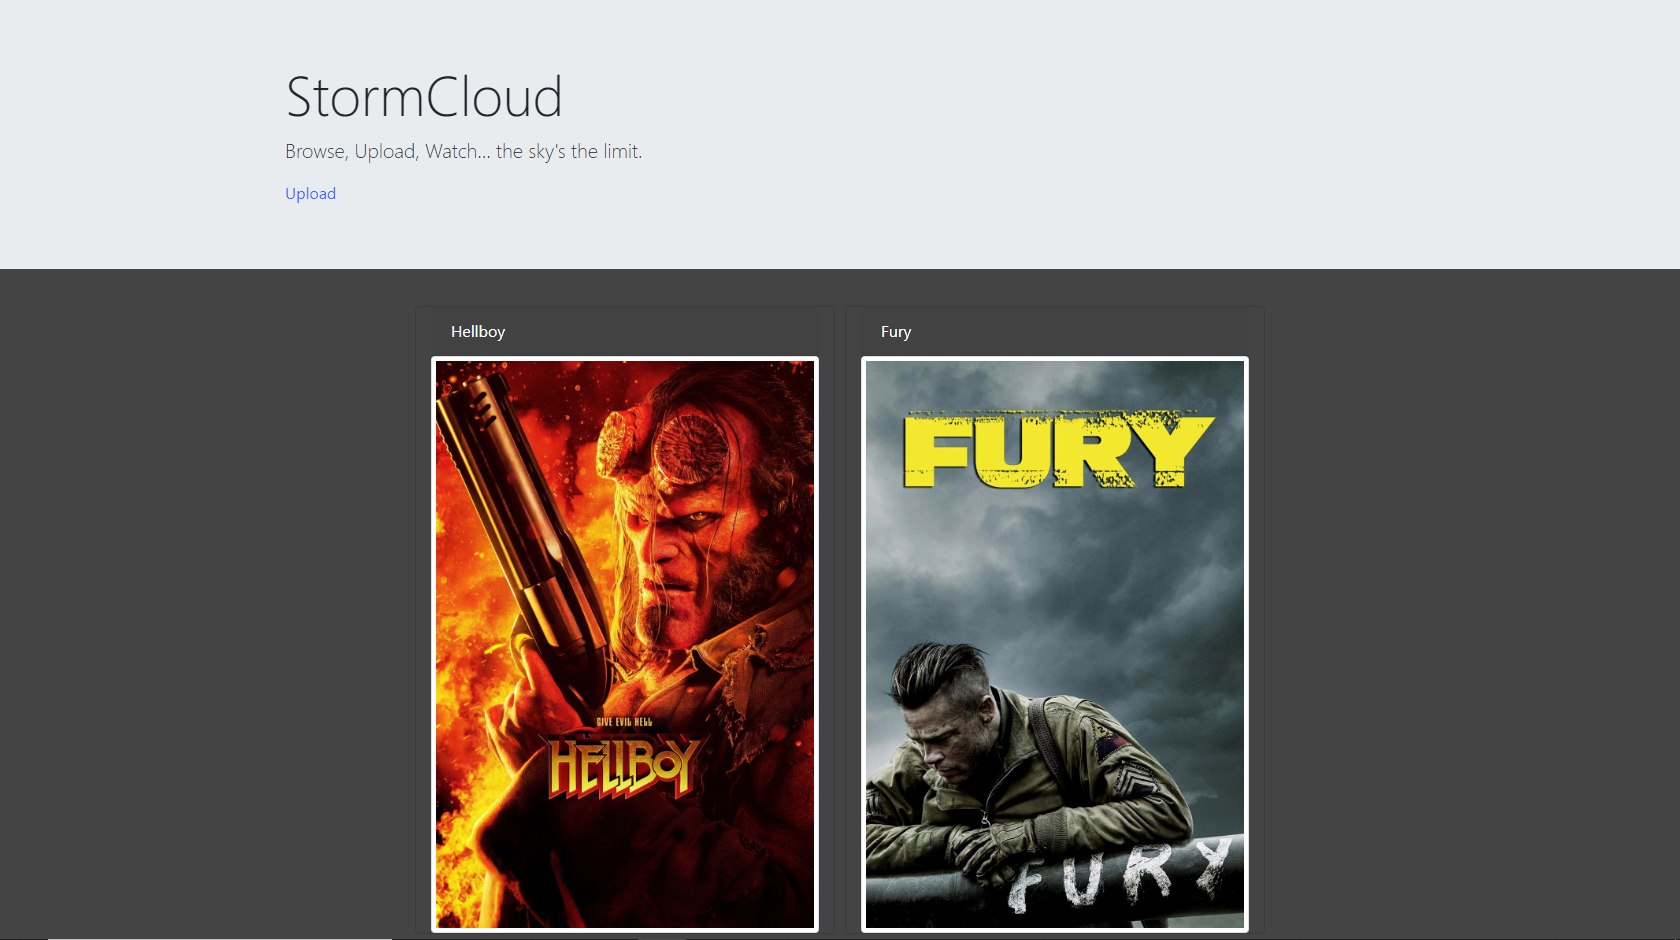 StormCloud
Browse, Upload, Watch... the sky's the limit.
Upload
Hellboy
Fury
GIVE EVIL HELL
HELLBOY
FURY
FURY